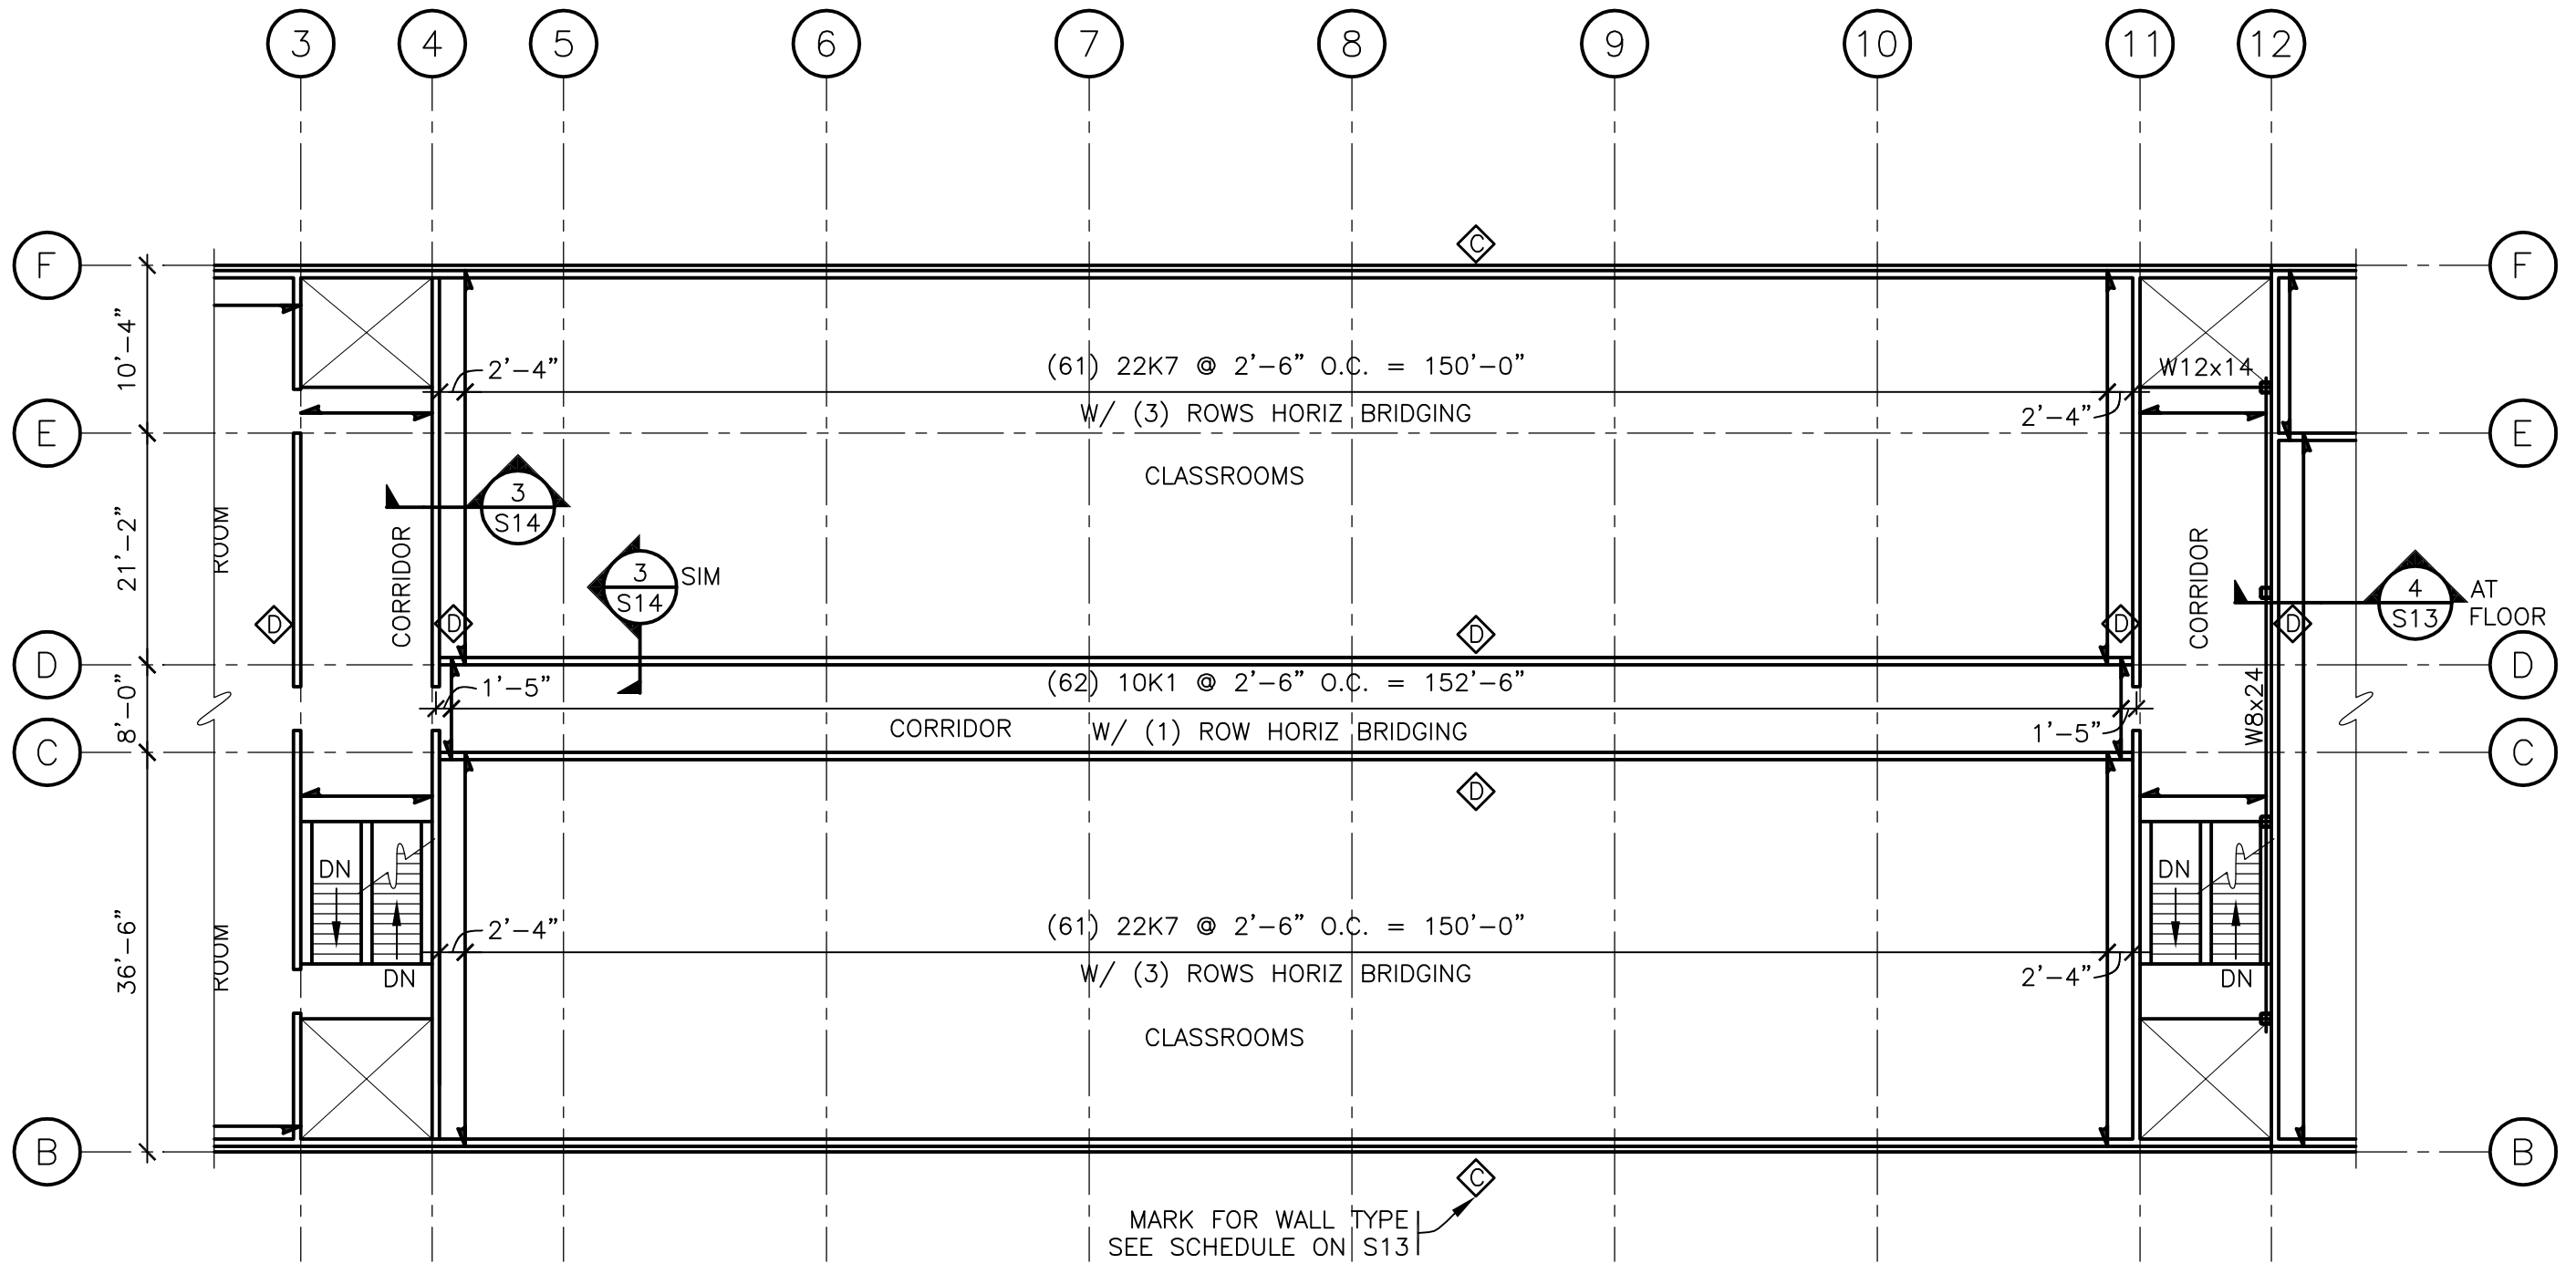 3 4 5 6 7 8 9 10 11 12
C
F F
10'-4"
2'-4" (61) 22K7 @ 2'-6" O.C. = 150'-0" W12x14
W/ (3) ROWS HORIZ BRIDGING 2'-4"
E E
CLASSROOMS
3
S14
21'-2"
ROOM
CORRIDOR
CORRIDOR
3
S14
SIM
4
S13
AT
FLOOR
D D D D D
D D
8'-0"
1'-5" (62) 10K1 @ 2'-6" O.C. = 152'-6"
W8x24
CORRIDOR W/ (1) ROW HORIZ BRIDGING 1'-5"
C C
D
DN DN
36'-6"
ROOM
2'-4" (61) 22K7 @ 2'-6" O.C. = 150'-0"
W/ (3) ROWS HORIZ BRIDGING 2'-4"
DN DN
CLASSROOMS
B B
C
MARK FOR WALL TYPE
SEE SCHEDULE ON S13